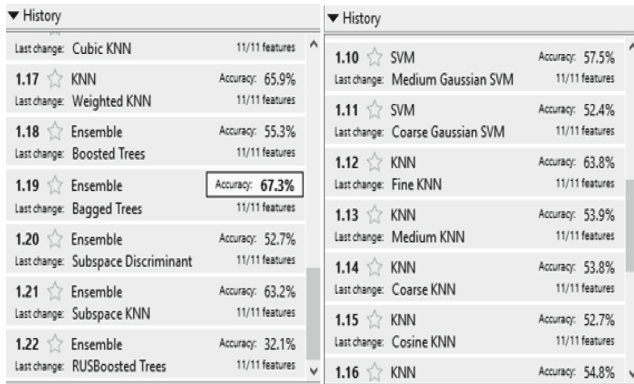 ▼ History
Last change: Cubic KNN 11/11 features
1.17 ☆ KNN Accuracy: 65.9%
Last change: Weighted KNN 11/11 features
1.18 ☆ Ensemble Accuracy: 55.3%
Last change: Boosted Trees 11/11 features
1.19 ☆ Ensemble Accuracy: 67.3%
Last change: Bagged Trees 11/11 features
1.20 ☆ Ensemble Accuracy: 52.7%
Last change: Subspace Discriminant 11/11 features
1.21 ☆ Ensemble Accuracy: 63.2%
Last change: Subspace KNN 11/11 features
1.22 ☆ Ensemble Accuracy: 32.1%
Last change: RUSBoosted Trees 11/11 features
▼ History
1.10 ☆ SVM Accuracy: 57.5%
Last change: Medium Gaussian SVM 11/11 features
1.11 ☆ SVM Accuracy: 52.4%
Last change: Coarse Gaussian SVM 11/11 features
1.12 ☆ KNN Accuracy: 63.8%
Last change: Fine KNN 11/11 features
1.13 ☆ KNN Accuracy: 53.9%
Last change: Medium KNN 11/11 features
1.14 ☆ KNN Accuracy: 53.8%
Last change: Coarse KNN 11/11 features
1.15 ☆ KNN Accuracy: 52.7%
Last change: Cosine KNN 11/11 features
1.16 ☆ KNN Accuracy: 54.8%